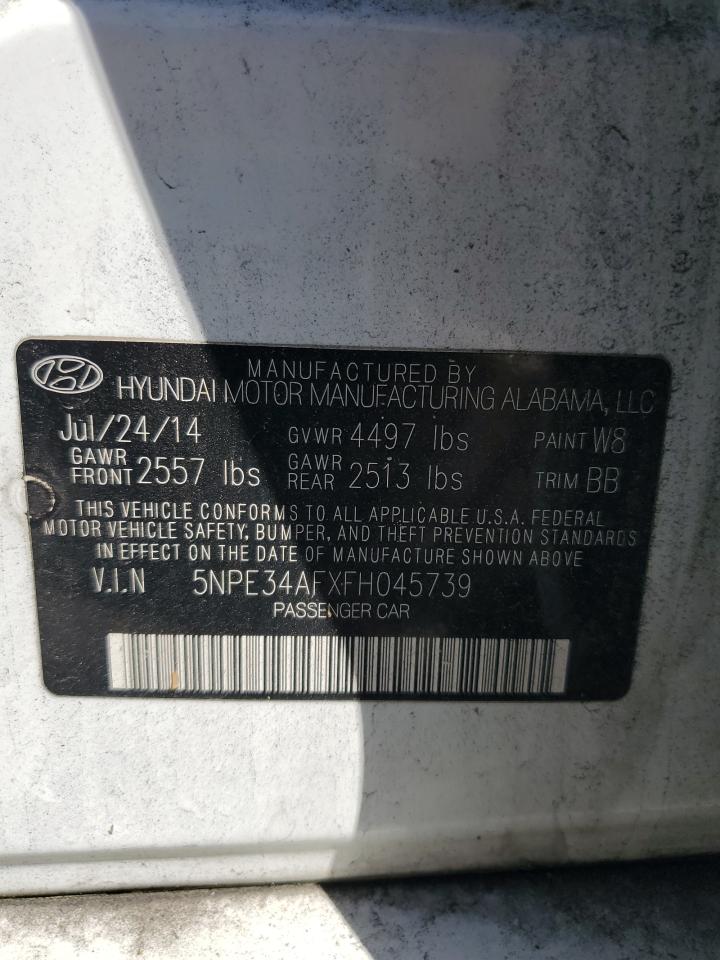 MANUFACTURED BY
HYUNDAI MOTOR MANUFACTURING ALABAMA, LLC
Jul/24/14 GVWR 4497 lbs PAINT W8
GAWR FRONT 2557 lbs GAWR REAR 2513 lbs TRIM BB
THIS VEHICLE CONFORMS TO ALL APPLICABLE U.S.A. FEDERAL
MOTOR VEHICLE SAFETY, BUMPER, AND THEFT PREVENTION STANDARDS
IN EFFECT ON THE DATE OF MANUFACTURE SHOWN ABOVE
V.I.N 5NPE34AFXFH045739
PASSENGER CAR